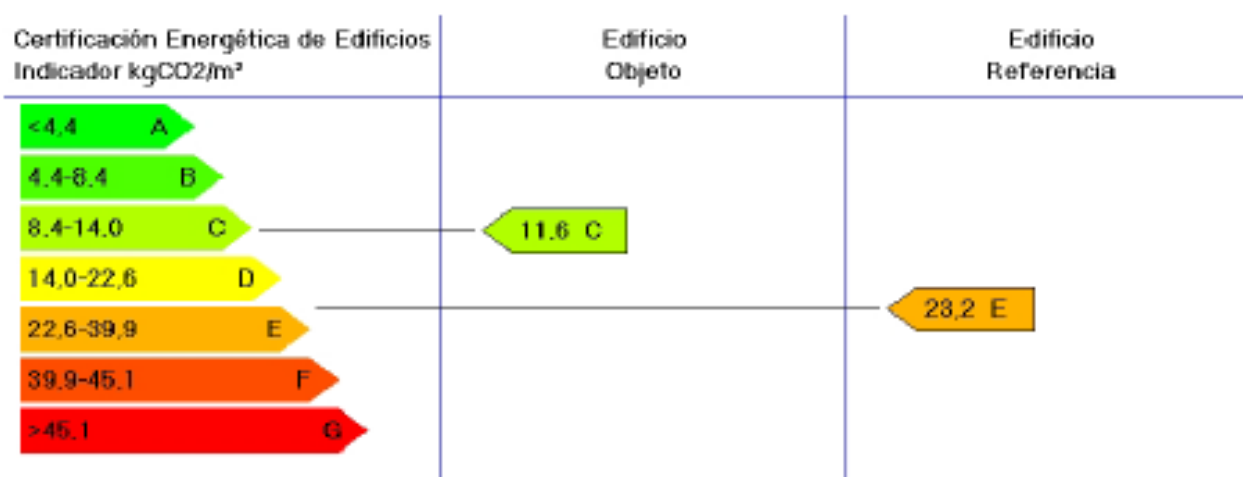 Certificación Energética de Edificios
Indicador kgCO2/m²
Edificio
Objeto
Edificio
Referencia
<4,4 A
4.4-8.4 B
8.4-14.0 C
11.6 C
14,0-22,6 D
23,2 E
22,6-39,9 E
39.9-45.1 F
>45.1 G